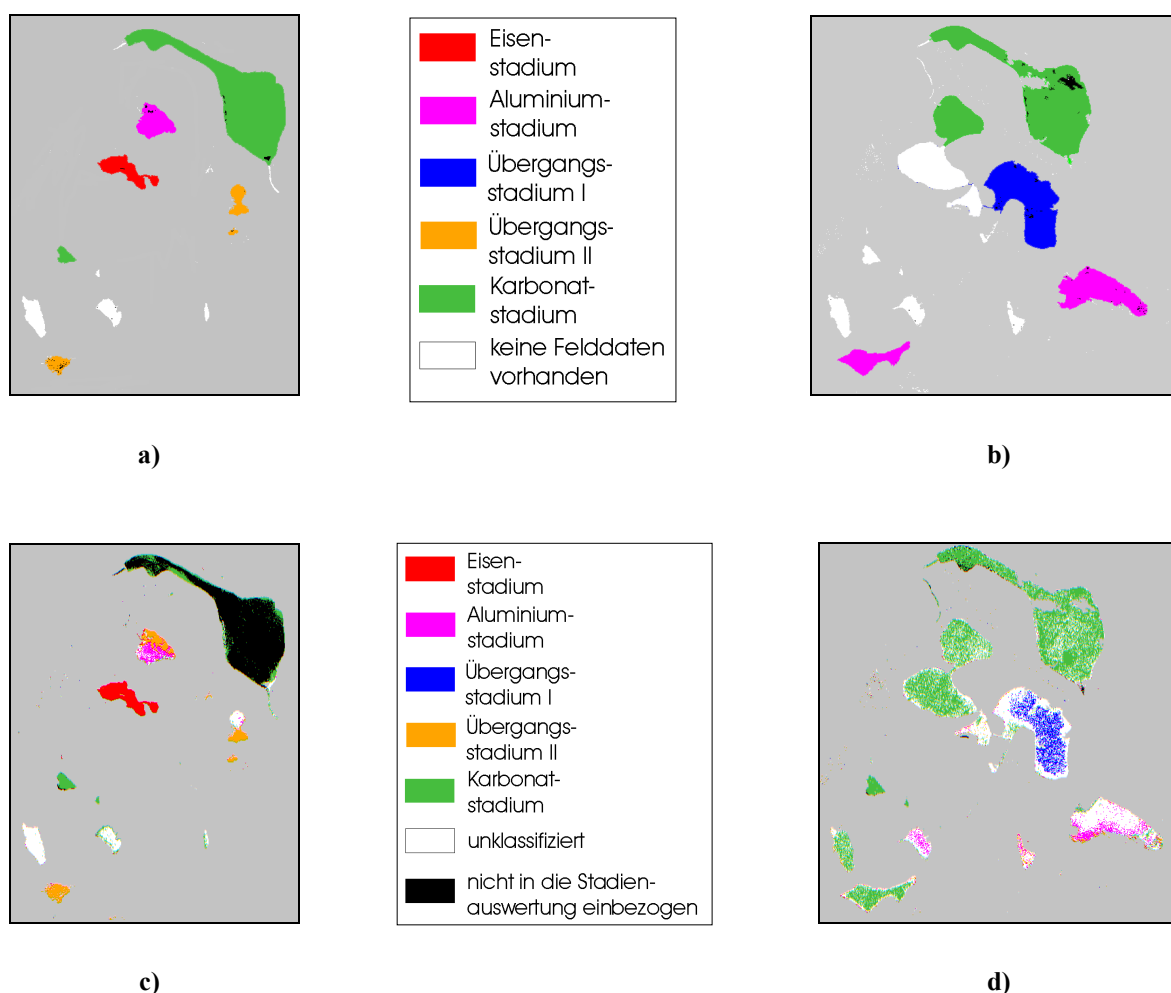 Eisen-
stadium
Aluminium-
stadium
Übergangs-
stadium I
Übergangs-
stadium II
Karbonat-
stadium
keine Felddaten
vorhanden
a)
b)
Eisen-
stadium
Aluminium-
stadium
Übergangs-
stadium I
Übergangs-
stadium II
Karbonat-
stadium
unklassifiziert
nicht in die Stadien-
auswertung einbezogen
c)
d)